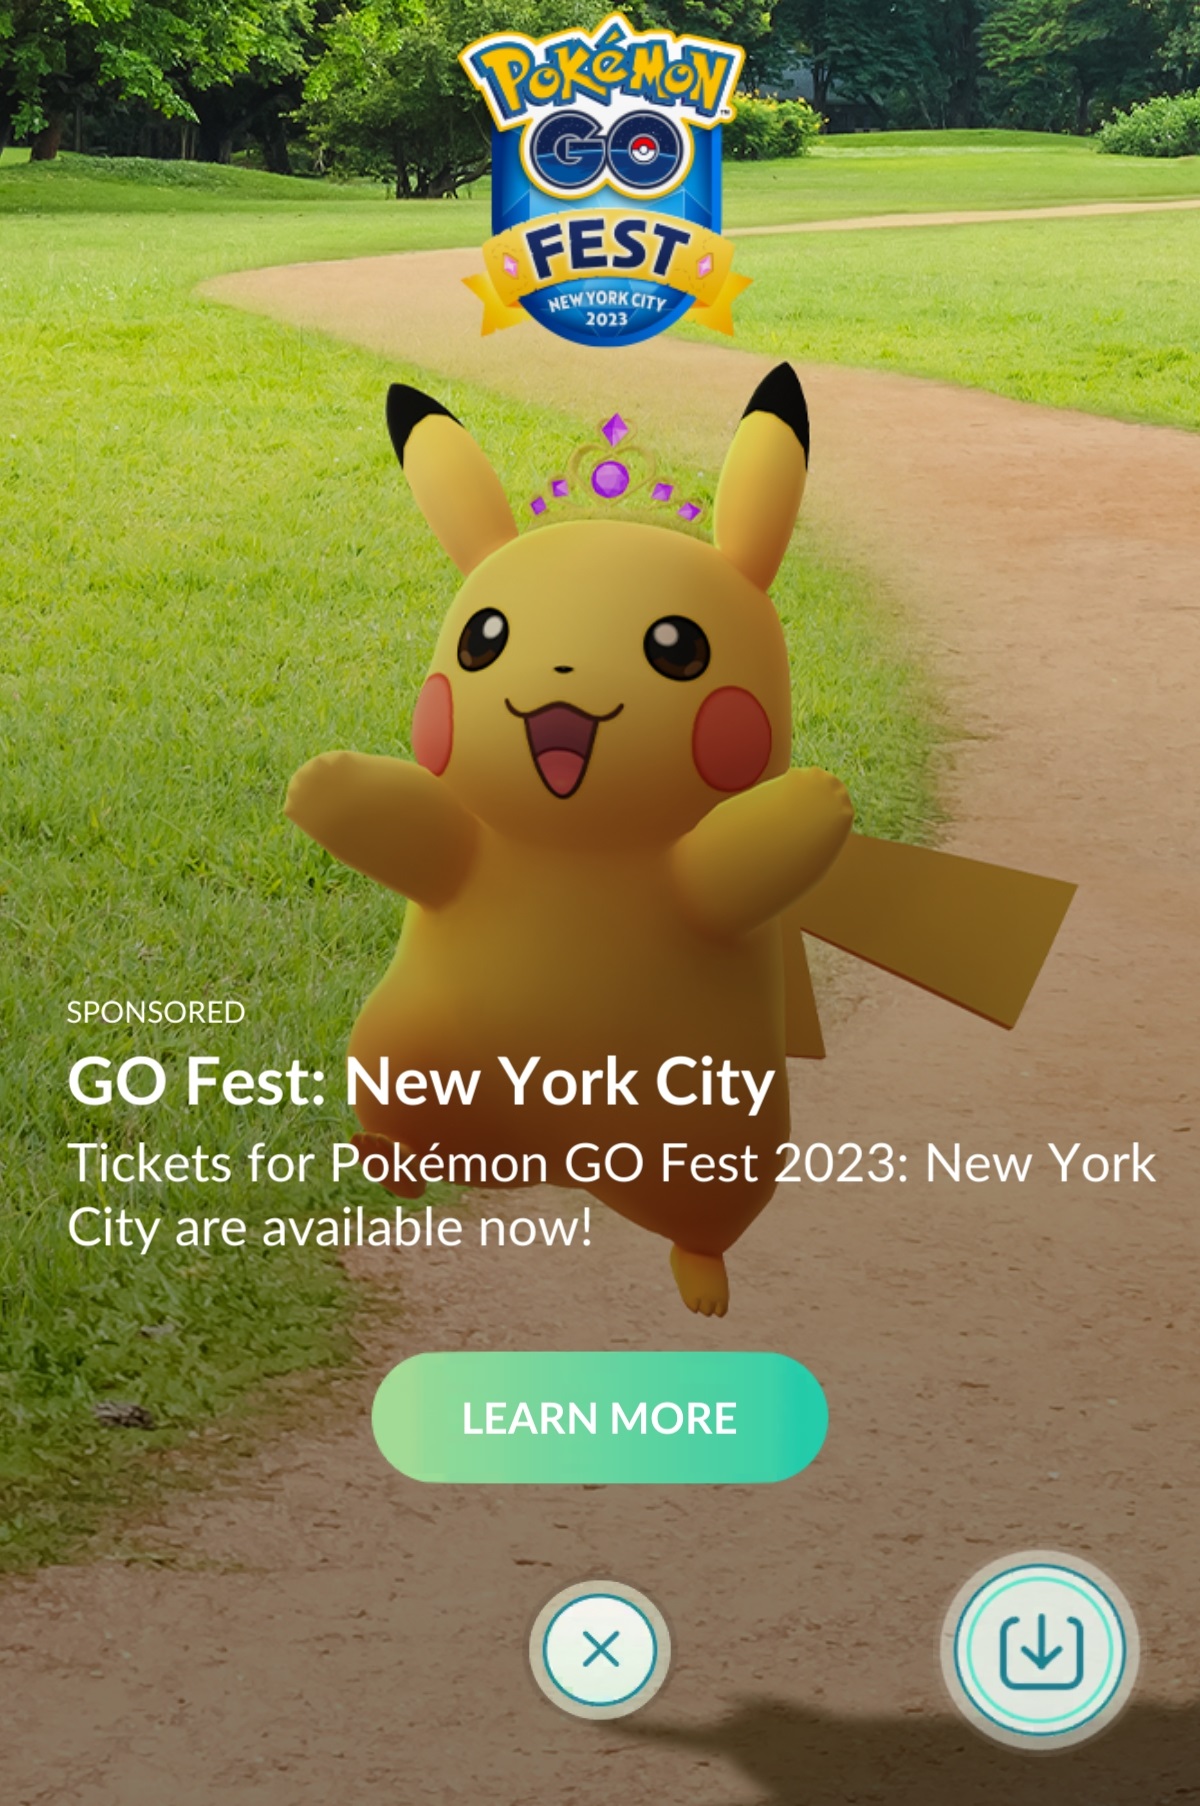 POKéMON
GO
FEST
NEW YORK CITY
2023
SPONSORED
GO Fest: New York City
Tickets for Pokémon GO Fest 2023: New York
City are available now!
LEARN MORE